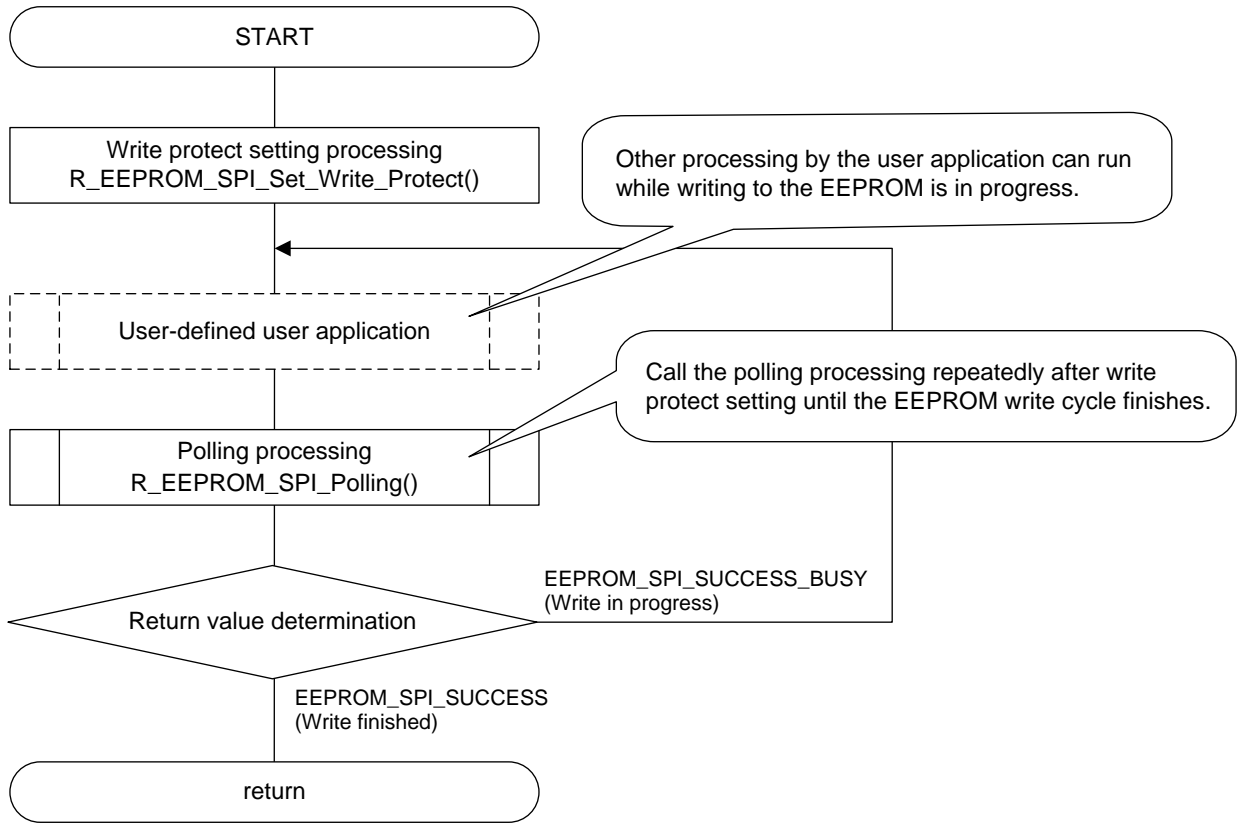 START
Write protect setting processing
R_EEPROM_SPI_Set_Write_Protect()
Other processing by the user application can run
while writing to the EEPROM is in progress.
User-defined user application
Call the polling processing repeatedly after write
protect setting until the EEPROM write cycle finishes.
Polling processing
R_EEPROM_SPI_Polling()
EEPROM_SPI_SUCCESS_BUSY
(Write in progress)
Return value determination
EEPROM_SPI_SUCCESS
(Write finished)
return